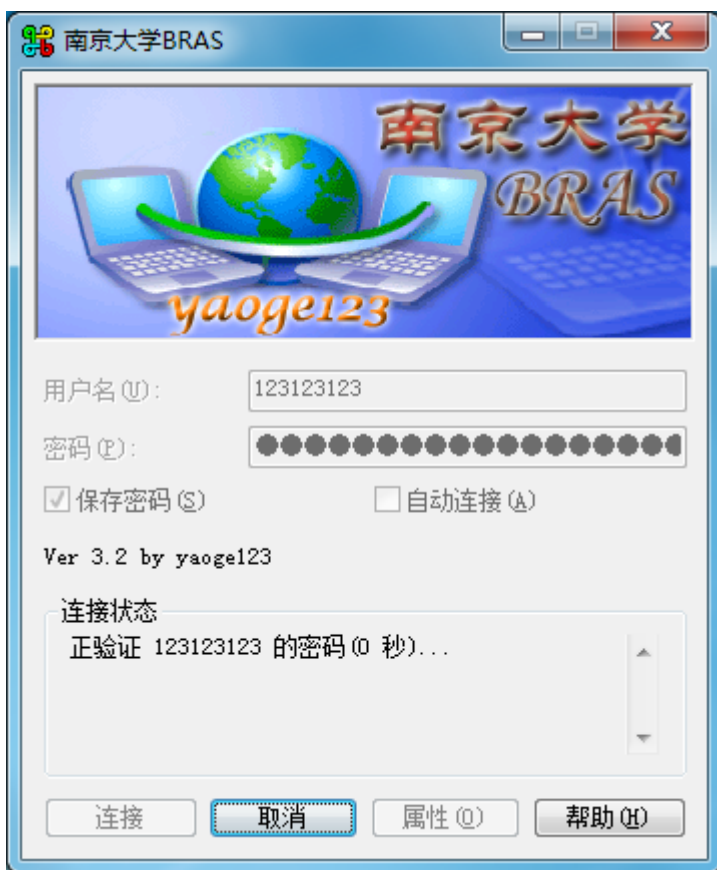 南京大学BRAS
南京大学
BRAS
yaoge123
用户名(U):
123123123
密码(P):
保存密码(S)
自动连接(A)
Ver 3.2 by yaoge123
连接状态
正验证 123123123 的密码(0 秒)...
连接
取消
属性(O)
帮助(H)